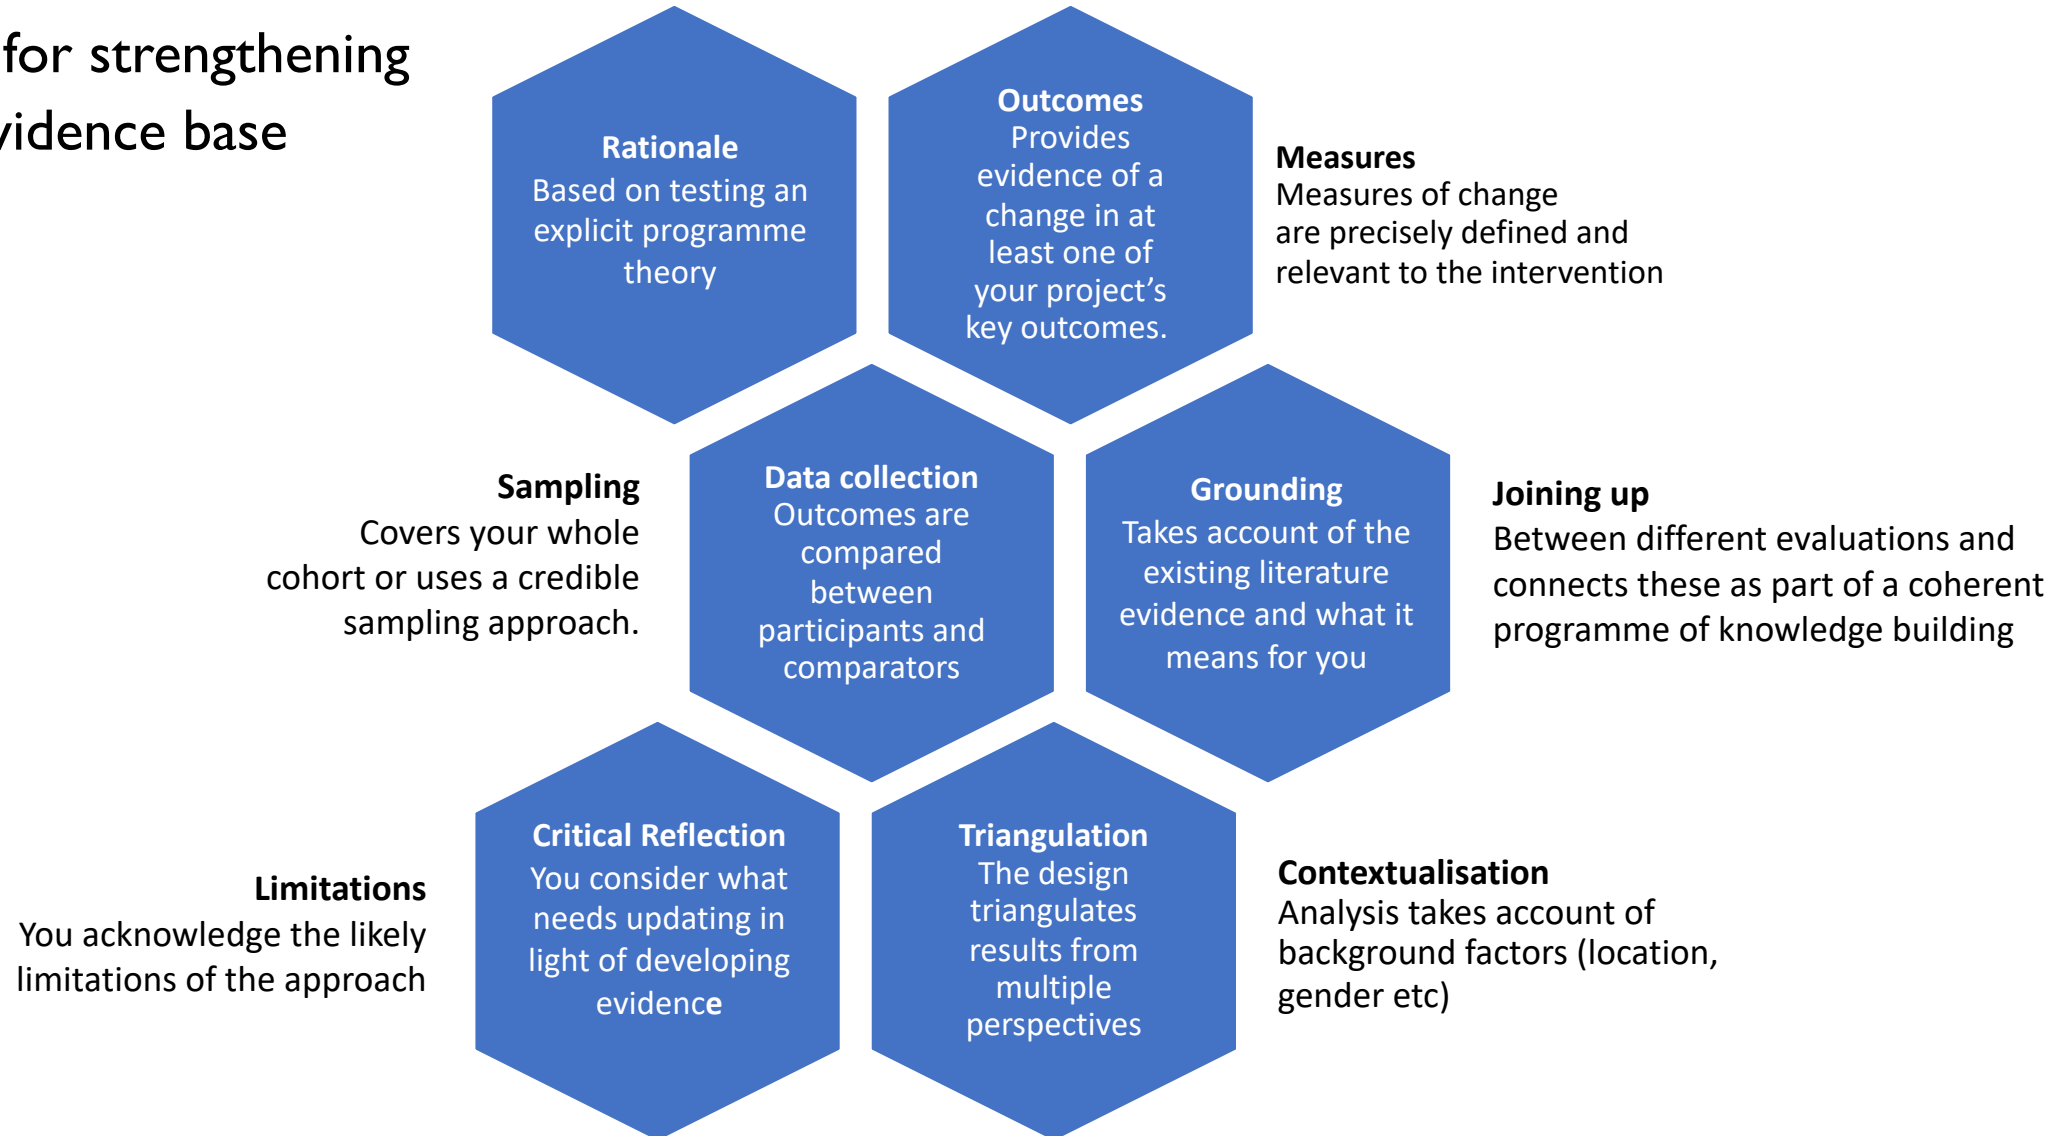 for strengthening
vidence base
Rationale
Based on testing an
explicit programme
theory
Outcomes
Provides
evidence of a
change in at
least one of
your project’s
key outcomes.
Measures
Measures of change
are precisely defined and
relevant to the intervention
Sampling
Covers your whole
cohort or uses a credible
sampling approach.
Data collection
Outcomes are
compared
between
participants and
comparators
Grounding
Takes account of the
existing literature
evidence and what it
means for you
Joining up
Between different evaluations and
connects these as part of a coherent
programme of knowledge building
Limitations
You acknowledge the likely
limitations of the approach
Critical Reflection
You consider what
needs updating in
light of developing
evidence
Triangulation
The design
triangulates
results from
multiple
perspectives
Contextualisation
Analysis takes account of
background factors (location,
gender etc)